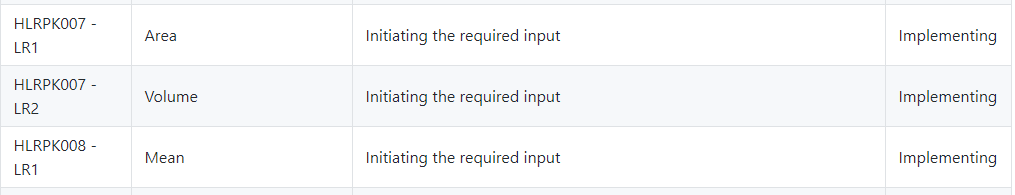 HLRPK007 -
LR1
Area
Initiating the required input
Implementing
HLRPK007 -
LR2
Volume
Initiating the required input
Implementing
HLRPK008 -
LR1
Mean
Initiating the required input
Implementing